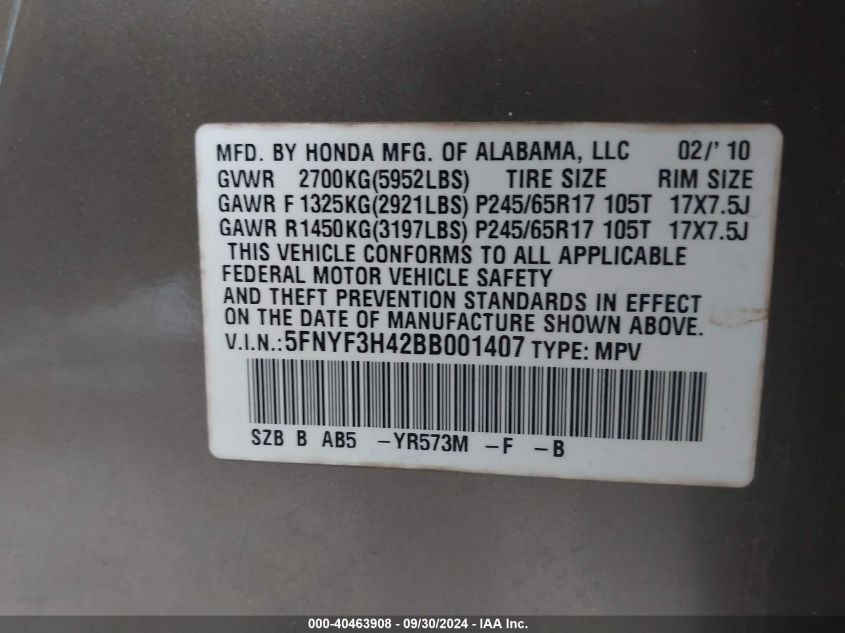 MFD. BY HONDA MFG. OF ALABAMA, LLC 02/' 10
GVWR 2700KG(5952LBS) TIRE SIZE RIM SIZE
GAWR F 1325KG(2921LBS) P245/65R17 105T 17X7.5J
GAWR R1450KG(3197LBS) P245/65R17 105T 17X7.5J
THIS VEHICLE CONFORMS TO ALL APPLICABLE
FEDERAL MOTOR VEHICLE SAFETY
AND THEFT PREVENTION STANDARDS IN EFFECT
ON THE DATE OF MANUFACTURE SHOWN ABOVE.
V.I.N.:5FNYF3H42BB001407 TYPE: MPV
SZB B AB5 -YR573M -F -B
000-40463908 - 09/30/2024 - IAA Inc.